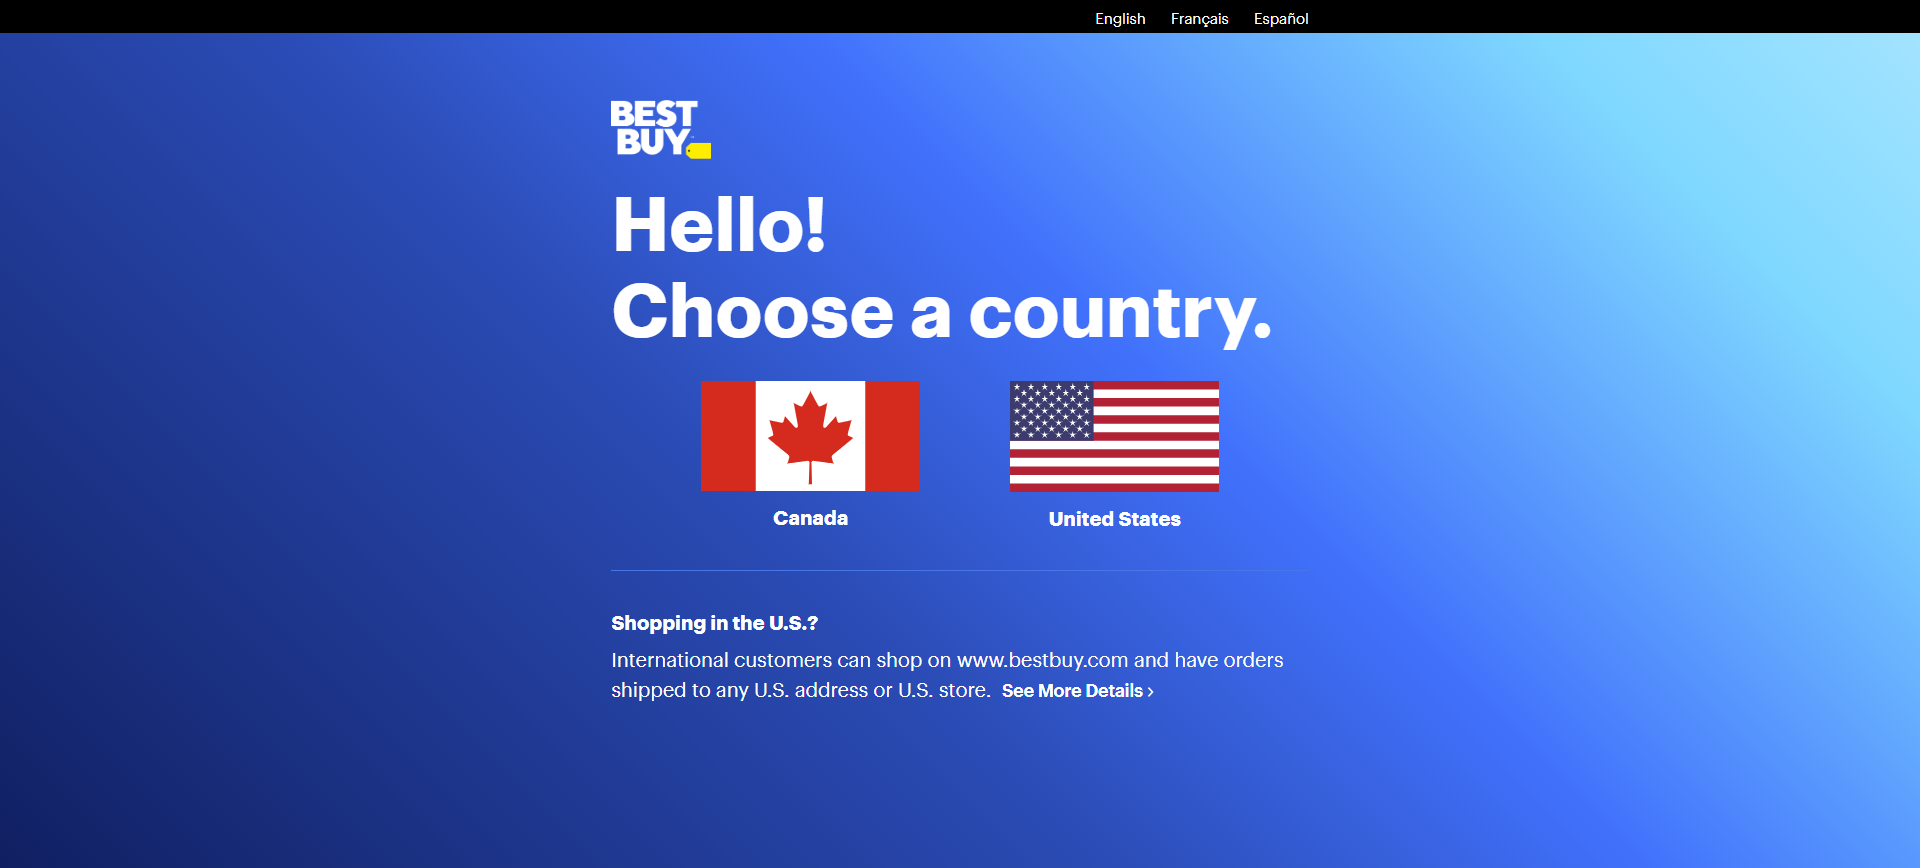 English Français Español
BEST
BUY
Hello!
Choose a country.
Canada United States
Shopping in the U.S.?
International customers can shop on www.bestbuy.com and have orders
shipped to any U.S. address or U.S. store. See More Details ›